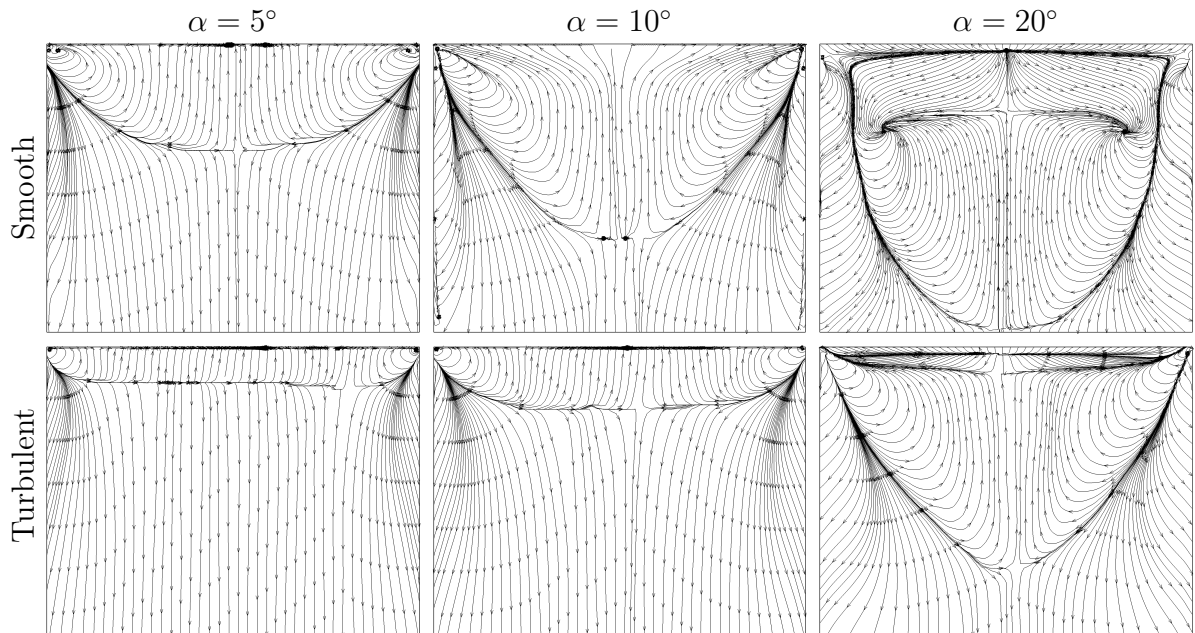 α = 5°
α = 10°
α = 20°
Smooth
Turbulent